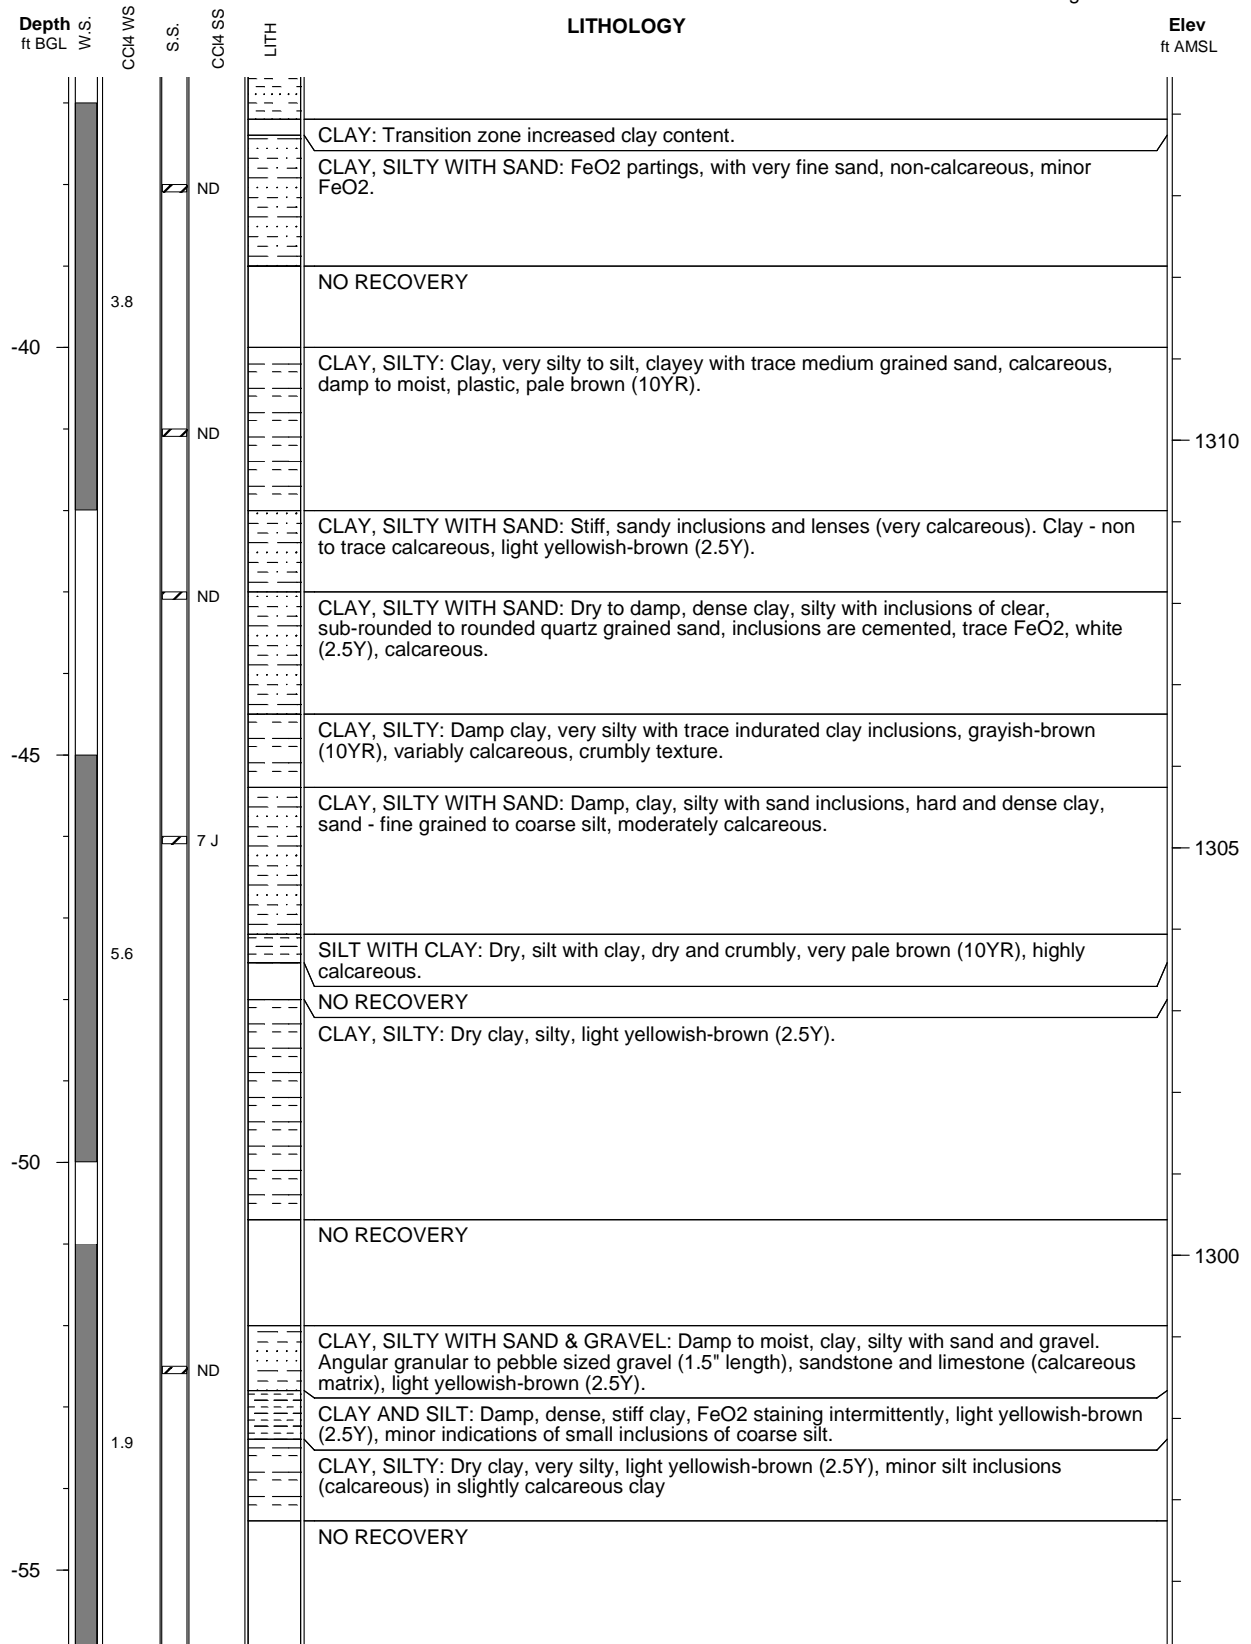 Depth
ft BGL
W.S.
CCl4 WS
S.S.
CCl4 SS
LITH
LITHOLOGY
Elev
ft AMSL
CLAY: Transition zone increased clay content.
CLAY, SILTY WITH SAND: FeO2 partings, with very fine sand, non-calcareous, minor
FeO2.
ND
NO RECOVERY
3.8
-40
CLAY, SILTY: Clay, very silty to silt, clayey with trace medium grained sand, calcareous,
damp to moist, plastic, pale brown (10YR).
ND
1310
CLAY, SILTY WITH SAND: Stiff, sandy inclusions and lenses (very calcareous). Clay - non
to trace calcareous, light yellowish-brown (2.5Y).
ND
CLAY, SILTY WITH SAND: Dry to damp, dense clay, silty with inclusions of clear,
sub-rounded to rounded quartz grained sand, inclusions are cemented, trace FeO2, white
(2.5Y), calcareous.
CLAY, SILTY: Damp clay, very silty with trace indurated clay inclusions, grayish-brown
(10YR), variably calcareous, crumbly texture.
-45
CLAY, SILTY WITH SAND: Damp, clay, silty with sand inclusions, hard and dense clay,
sand - fine grained to coarse silt, moderately calcareous.
7 J
1305
SILT WITH CLAY: Dry, silt with clay, dry and crumbly, very pale brown (10YR), highly
calcareous.
5.6
NO RECOVERY
CLAY, SILTY: Dry clay, silty, light yellowish-brown (2.5Y).
-50
NO RECOVERY
1300
CLAY, SILTY WITH SAND & GRAVEL: Damp to moist, clay, silty with sand and gravel.
Angular granular to pebble sized gravel (1.5" length), sandstone and limestone (calcareous
matrix), light yellowish-brown (2.5Y).
ND
CLAY AND SILT: Damp, dense, stiff clay, FeO2 staining intermittently, light yellowish-brown
(2.5Y), minor indications of small inclusions of coarse silt.
1.9
CLAY, SILTY: Dry clay, very silty, light yellowish-brown (2.5Y), minor silt inclusions
(calcareous) in slightly calcareous clay
NO RECOVERY
-55